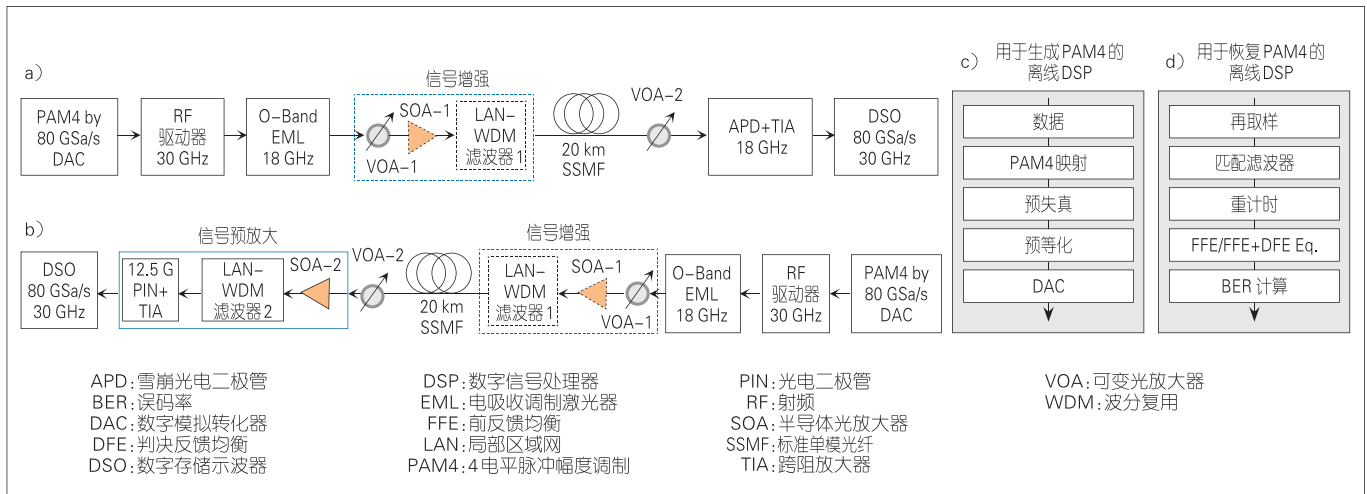 a)
信号增强
PAM4 by
80 GSa/s
DAC
RF
驱动器
30 GHz
O-Band
EML
18 GHz
VOA-1
SOA-1
LAN-
WDM
滤波器1
20 km
SSMF
VOA-2
APD+TIA
18 GHz
DSO
80 GSa/s
30 GHz
b)
信号预放大
DSO
80 GSa/s
30 GHz
12.5 G
PIN+
TIA
LAN-
WDM
滤波器2
SOA-2
VOA-2
20 km
SSMF
信号增强
LAN-
WDM
滤波器1
SOA-1
VOA-1
O-Band
EML
18 GHz
RF
驱动器
30 GHz
PAM4 by
80 GSa/s
DAC
c)
用于生成PAM4的
离线DSP
数据
PAM4映射
预失真
预等化
DAC
d)
用于恢复PAM4的
离线DSP
再取样
匹配滤波器
重计时
FFE/FFE+DFE Eq.
BER 计算
APD:雪崩光电二极管
BER:误码率
DAC:数字模拟转化器
DFE:判决反馈均衡
DSO:数字存储示波器
DSP:数字信号处理器
EML:电吸收调制激光器
FFE:前反馈均衡
LAN:局部区域网
PAM4:4电平脉冲幅度调制
PIN:光电二极管
RF:射频
SOA:半导体光放大器
SSMF:标准单模光纤
TIA:跨阻放大器
VOA:可变光放大器
WDM:波分复用